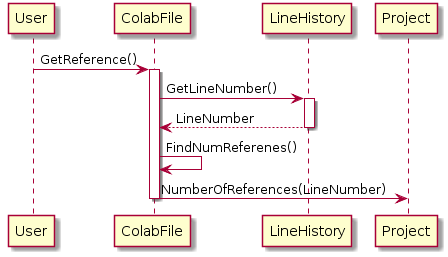 User ColabFile LineHistory Project
GetReference()
GetLineNumber()
LineNumber
FindNumReferenes()
NumberOfReferences(LineNumber)
User ColabFile LineHistory Project